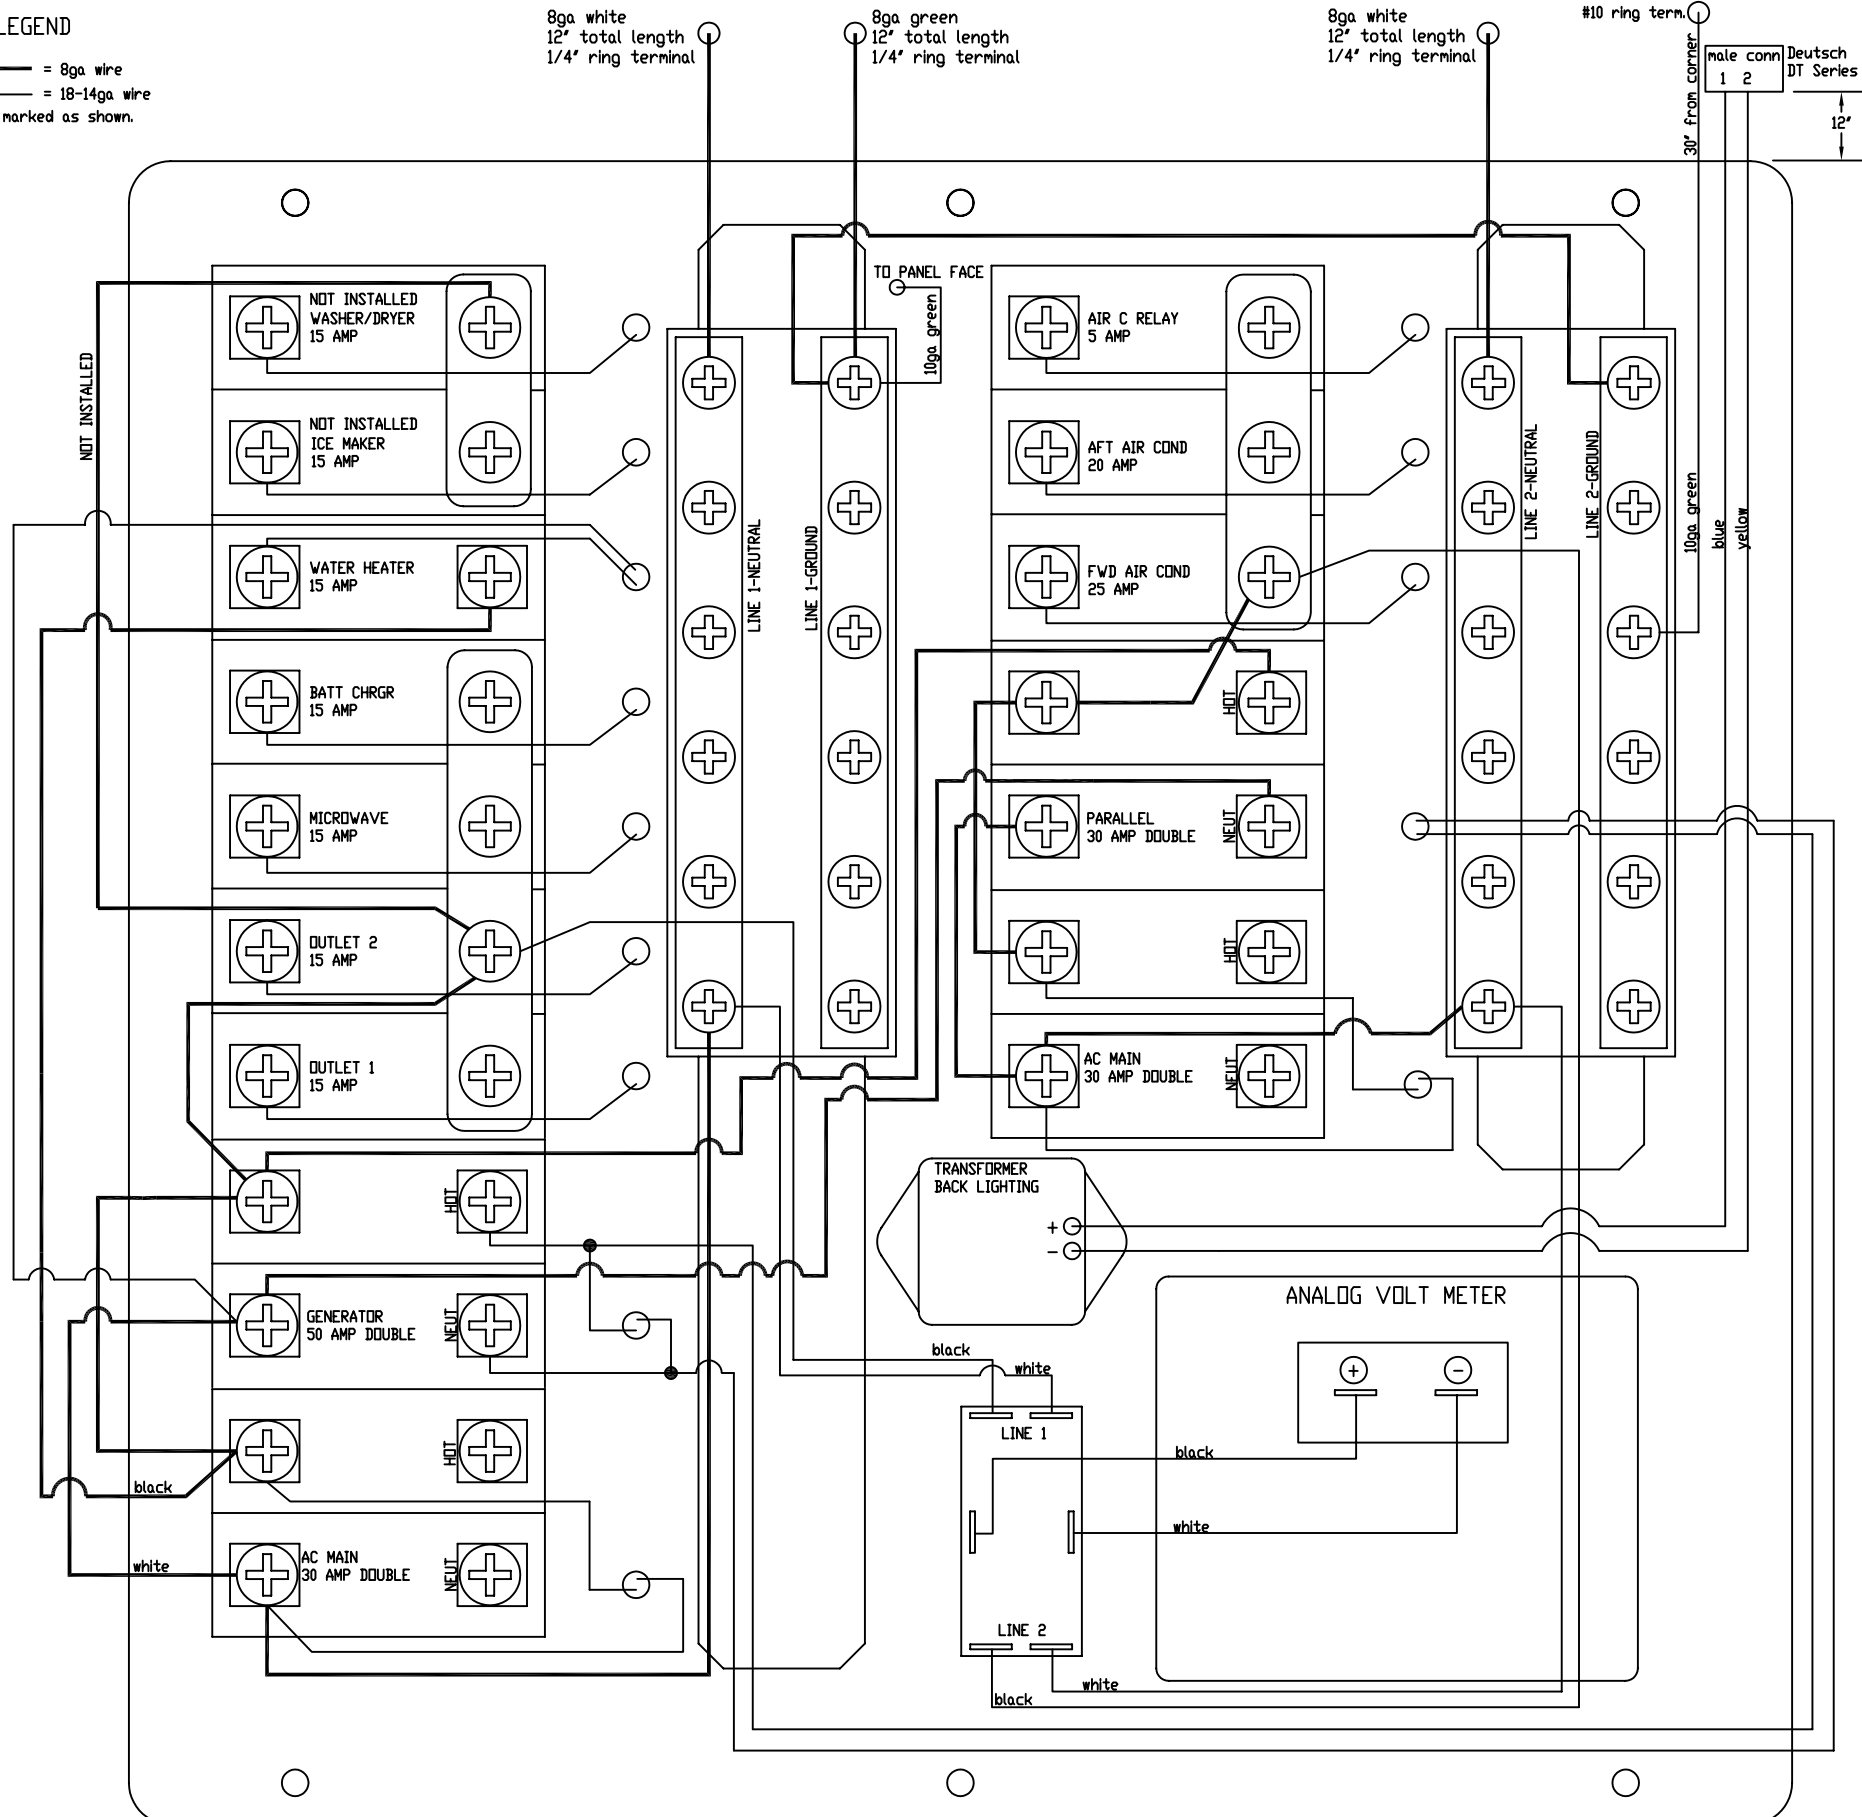 LEGEND
= 8ga wire
= 18-14ga wire
marked as shown.
8ga white
12" total length
1/4" ring terminal
8ga green
12" total length
1/4" ring terminal
8ga white
12" total length
1/4" ring terminal
#10 ring term.
30" from corner
male conn
1 2
Deutsch
DT Series
12"
NOT INSTALLED
NOT INSTALLED
WASHER/DRYER
15 AMP
NOT INSTALLED
ICE MAKER
15 AMP
WATER HEATER
15 AMP
BATT CHRGR
15 AMP
MICROWAVE
15 AMP
OUTLET 2
15 AMP
OUTLET 1
15 AMP
HOT
GENERATOR
50 AMP DOUBLE
NEUT
HOT
black
AC MAIN
30 AMP DOUBLE
NEUT
white
LINE 1-NEUTRAL
LINE 1-GROUND
TO PANEL FACE
10ga green
AIR C RELAY
5 AMP
AFT AIR COND
20 AMP
FWD AIR COND
25 AMP
HOT
PARALLEL
30 AMP DOUBLE
NEUT
HOT
AC MAIN
30 AMP DOUBLE
NEUT
LINE 2-NEUTRAL
LINE 2-GROUND
10ga green
blue
yellow
TRANSFORMER
BACK LIGHTING
+
-
ANALOG VOLT METER
+ -
black
white
LINE 1
black
white
LINE 2
white
black